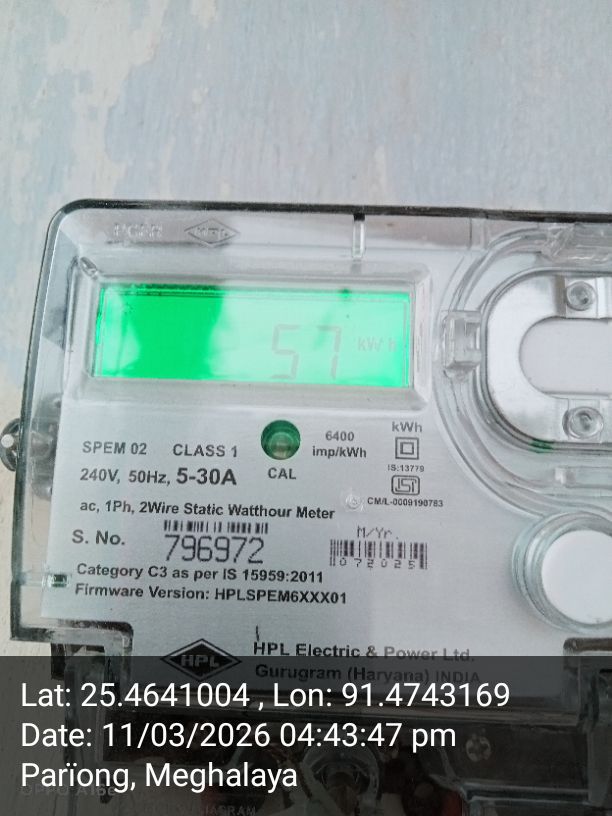 HPL
57 kWh
SPEM 02 CLASS 1
240V, 50Hz, 5-30A
CAL
6400
imp/kWh
kWh
IS:13779
ISI
CM/L-0009190783
ac, 1Ph, 2Wire Static Watthour Meter
S. No. 796972
M/Yr.
072025
Category C3 as per IS 15959:2011
Firmware Version: HPLSPEM6XXX01
HPL
HPL Electric & Power Ltd.
Gurugram (Haryana) INDIA
Lat: 25.4641004 , Lon: 91.4743169
Date: 11/03/2026 04:43:47 pm
Parïong, Meghalaya